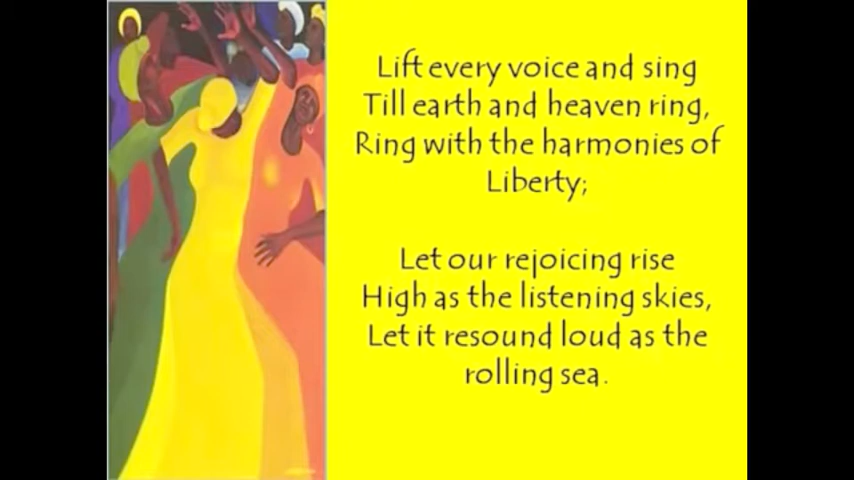 Lift every voice and sing
Till earth and heaven ring,
Ring with the harmonies of
Liberty;
Let our rejoicing rise
High as the listening skies,
Let it resound loud as the
rolling sea.